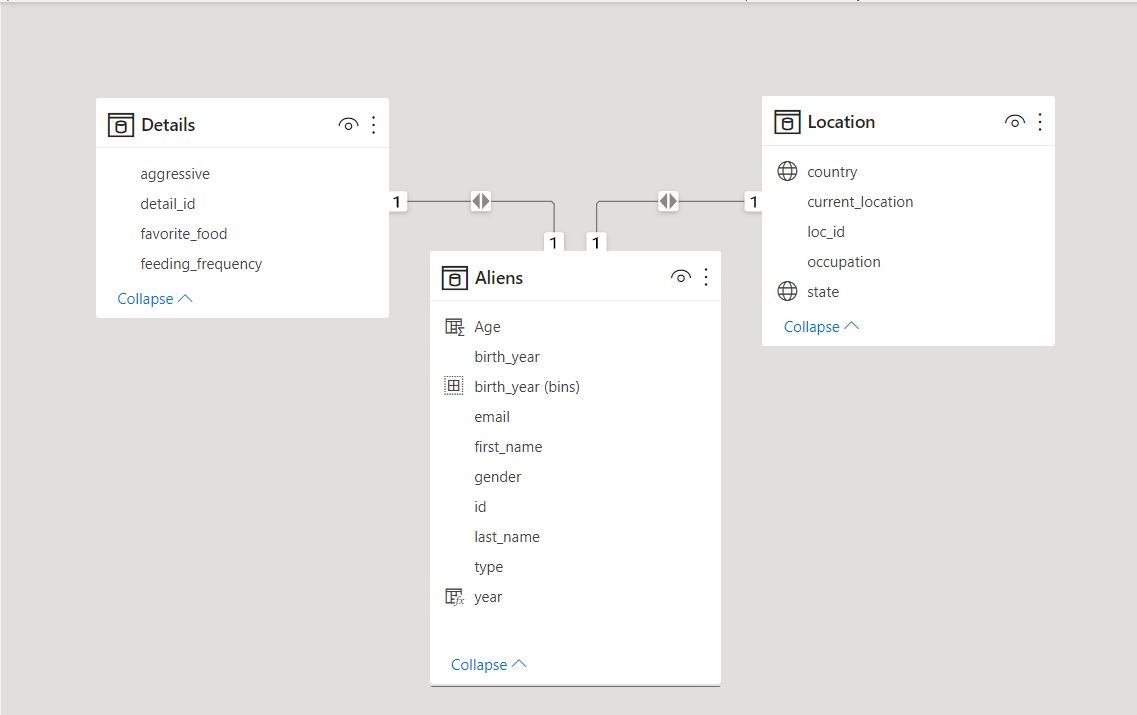 Details
aggressive
detail_id
favorite_food
feeding_frequency
Collapse
1
1
1
1
Location
country
current_location
loc_id
occupation
state
Collapse
Aliens
Age
birth_year
birth_year (bins)
email
first_name
gender
id
last_name
type
year
Collapse